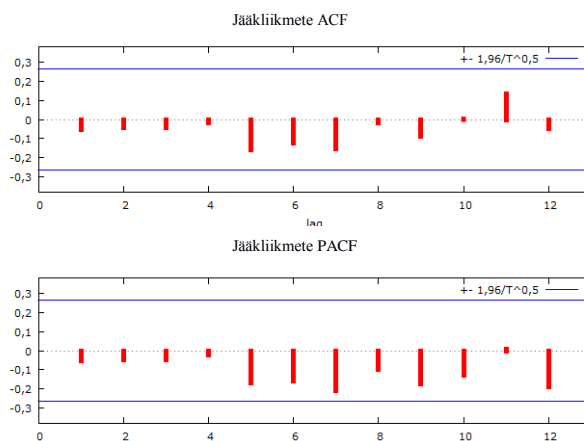 Jääkliikmete ACF
+- 1,96/T^0,5
0,3
0,2
0,1
0
-0,1
-0,2
-0,3
0 2 4 6 8 10 12
lag
Jääkliikmete PACF
+- 1,96/T^0,5
0,3
0,2
0,1
0
-0,1
-0,2
-0,3
0 2 4 6 8 10 12